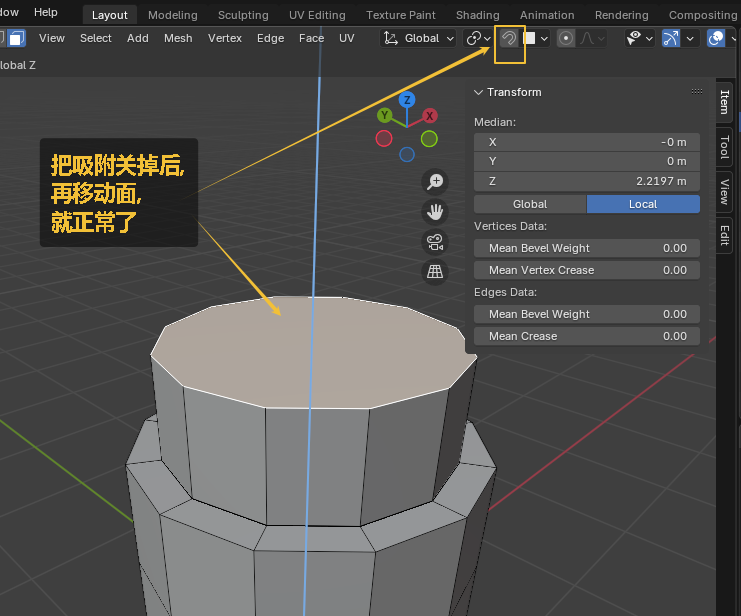 dow Help Layout Modeling Sculpting UV Editing Texture Paint Shading Animation Rendering Compositing
View Select Add Mesh Vertex Edge Face UV Global
lobal Z
Transform
Median:
X -0 m
Y 0 m
Z 2.2197 m
Global Local
Vertices Data:
Mean Bevel Weight 0.00
Mean Vertex Crease 0.00
Edges Data:
Mean Bevel Weight 0.00
Mean Crease 0.00
Item
Tool
View
Edit
Z
Y
X
把吸附关掉后,
再移动面,
就正常了